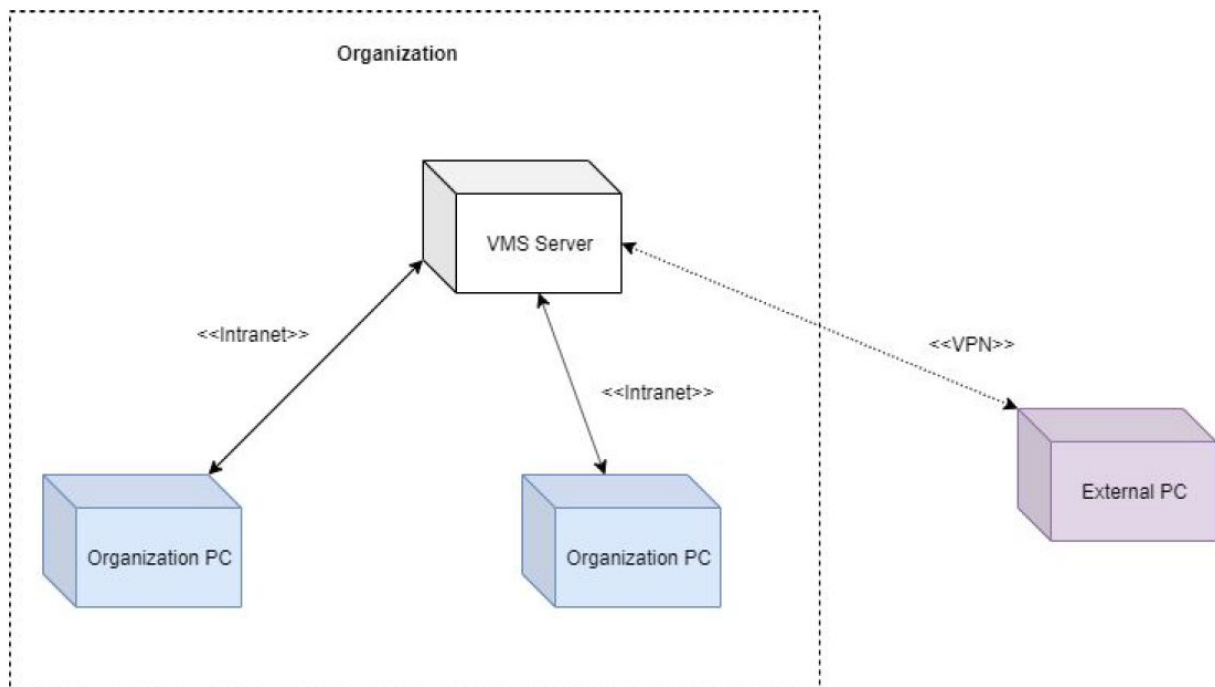 Organization
VMS Server
<<Intranet>>
<<VPN>>
<<Intranet>>
External PC
Organization PC
Organization PC